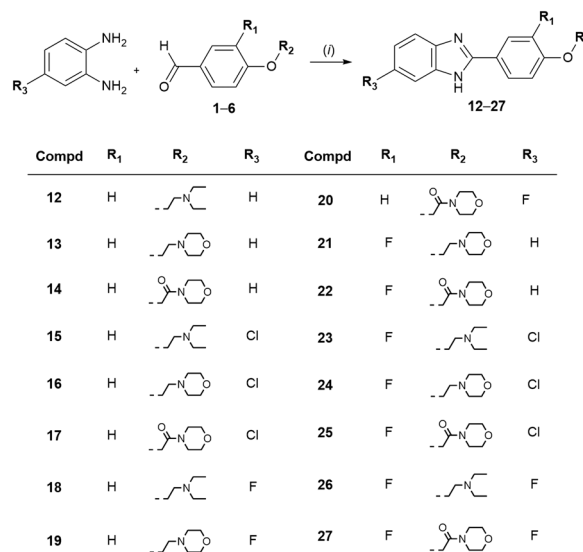 R₁
R₁
NH₂
R₂
R
N
O
(i)
O
+
O
R₃
NH₂
R₃
N
H
1–6
12–27
Compd R₁ R₂ R₃ Compd R₁ R₂ R₃
12 H N H 20 H O N O F
13 H N O H 21 F N O H
14 H O N O H 22 F O N O H
15 H N Cl 23 F N Cl
16 H N O Cl 24 F N O Cl
17 H O N O Cl 25 F O N O Cl
18 H N F 26 F N F
19 H N O F 27 F O N O F